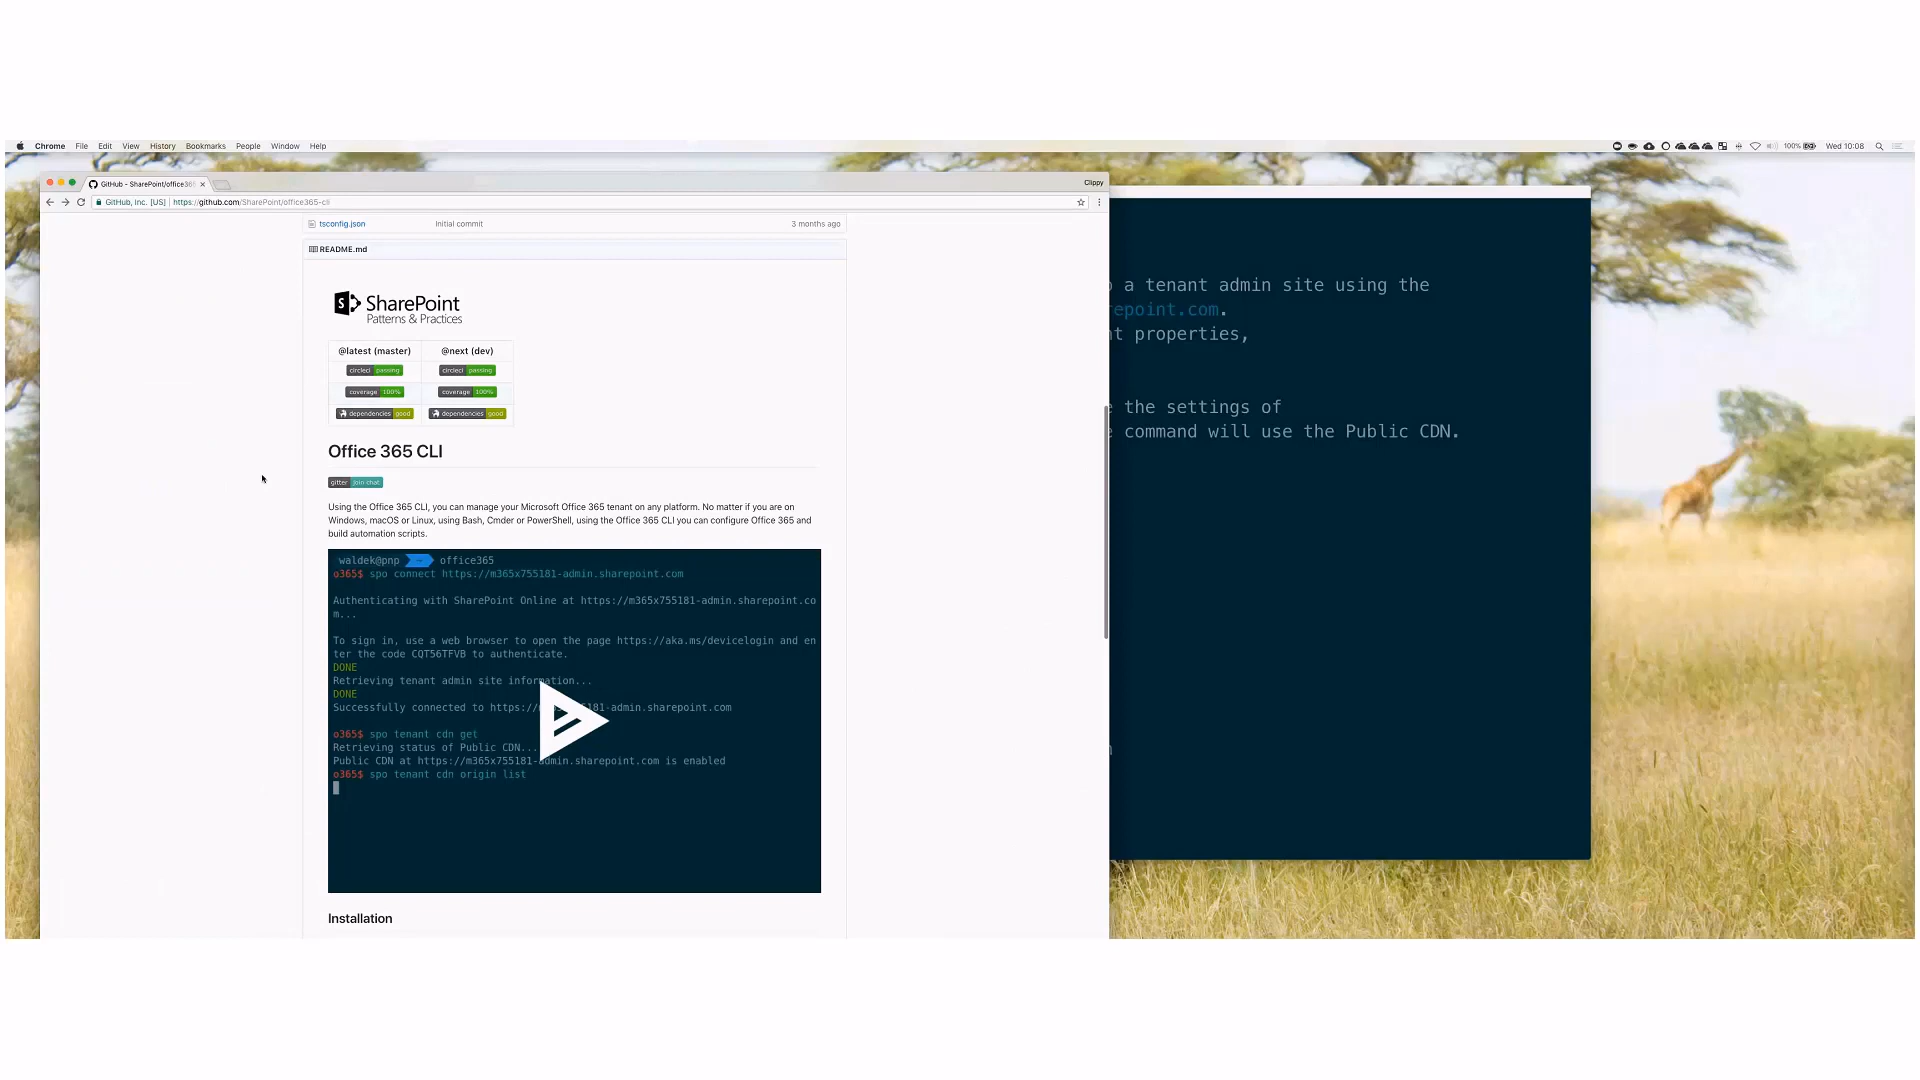 Chrome File Edit View History Bookmarks People Window Help
100% Wed 10:08
GitHub - SharePoint/office365
Clippy
GitHub, Inc. [US] https://github.com/SharePoint/office365-cli
tsconfig.json Initial commit 3 months ago
README.md
SharePoint
Patterns & Practices
@latest (master) @next (dev)
circleci passing circleci passing
coverage 100% coverage 100%
dependencies good dependencies good
Office 365 CLI
gitter join chat
Using the Office 365 CLI, you can manage your Microsoft Office 365 tenant on any platform. No matter if you are on
Windows, macOS or Linux, using Bash, Cmder or PowerShell, using the Office 365 CLI you can configure Office 365 and
build automation scripts.
waldek@pnp ~ office365
o365$ spo connect https://m365x755181-admin.sharepoint.com
Authenticating with SharePoint Online at https://m365x755181-admin.sharepoint.co
m...
To sign in, use a web browser to open the page https://aka.ms/devicelogin and en
ter the code CQT56TFVB to authenticate.
DONE
Retrieving tenant admin site information...
DONE
Successfully connected to https://m365x755181-admin.sharepoint.com
o365$ spo tenant cdn get
Retrieving status of Public CDN...
Public CDN at https://m365x755181-admin.sharepoint.com is enabled
o365$ spo tenant cdn origin list
Installation
a tenant admin site using the
epoint.com.
t properties,
the settings of
command will use the Public CDN.